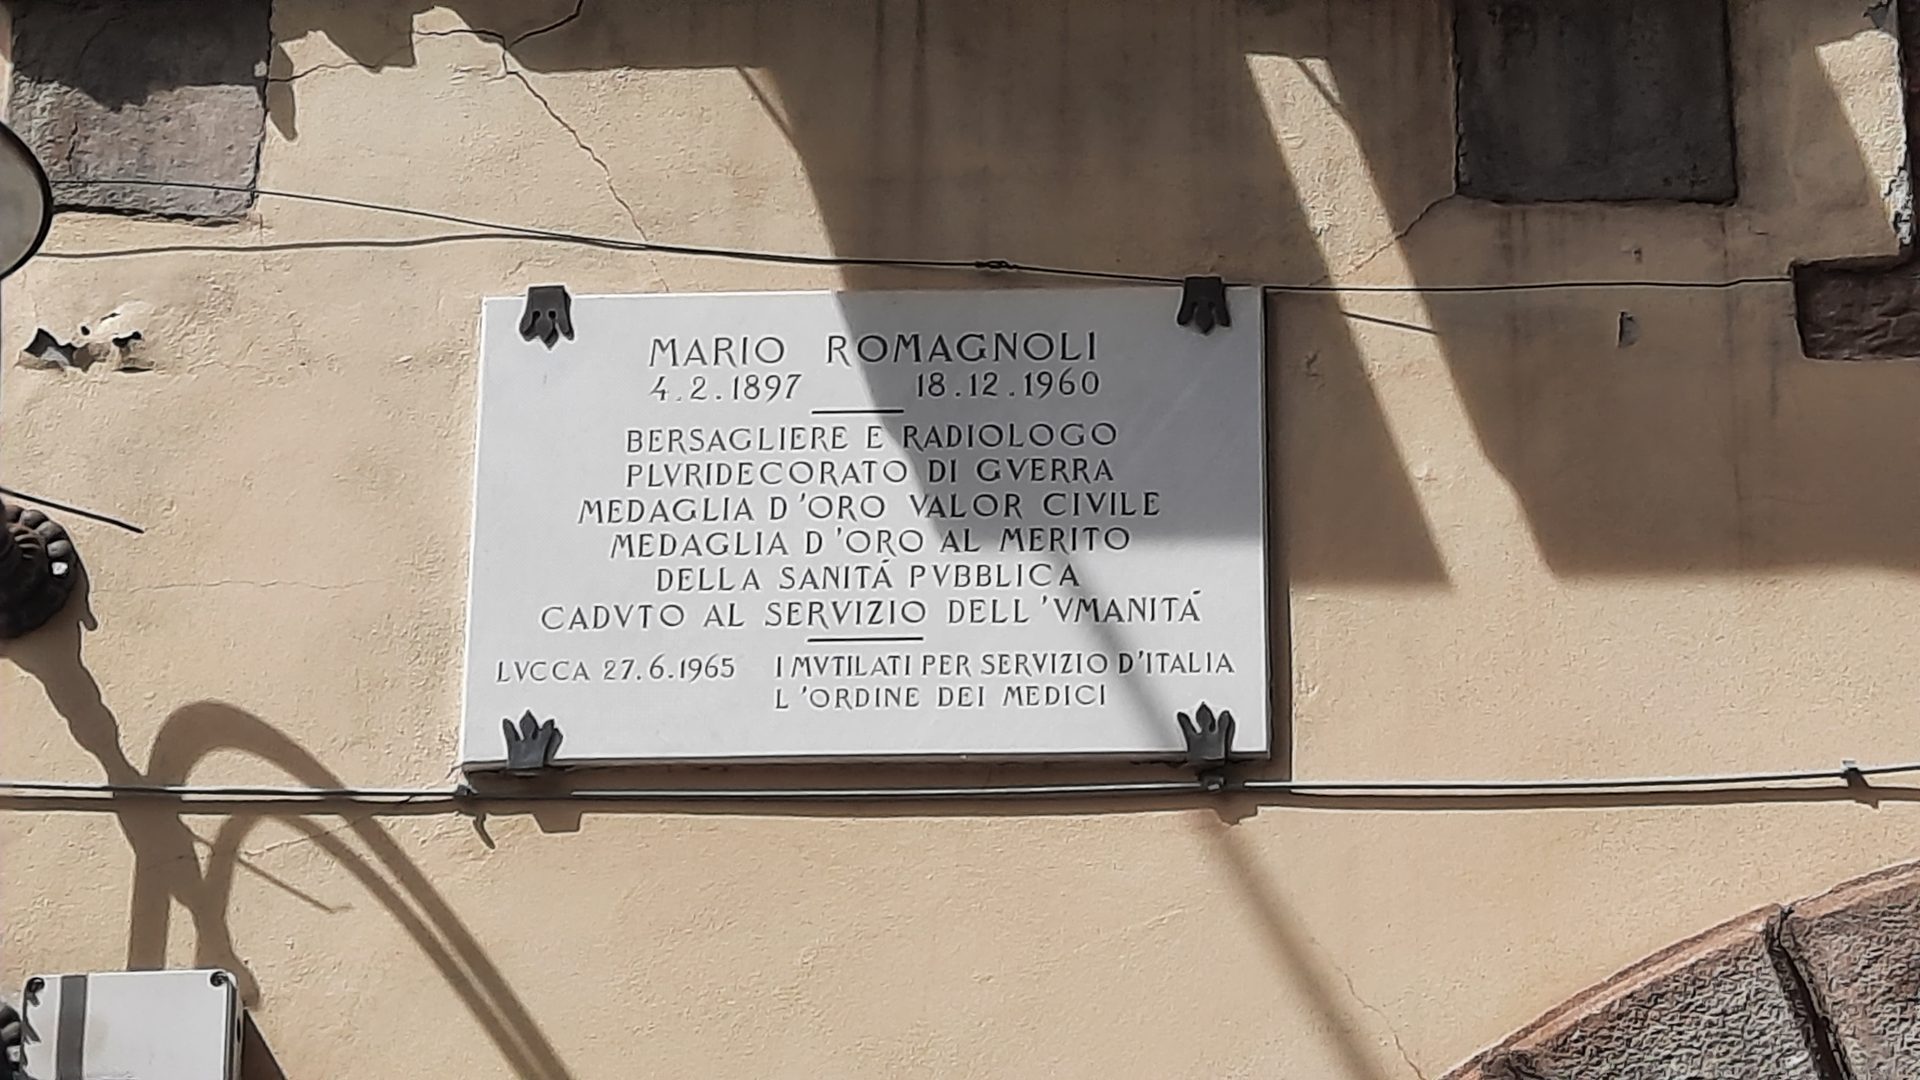 MARIO ROMAGNOLI
4.2.1897 18.12.1960
BERSAGLIERE E RADIOLOGO
PLVRIDECORATO DI GVERRA
MEDAGLIA D'ORO VALOR CIVILE
MEDAGLIA D'ORO AL MERITO
DELLA SANITÁ PVBBLICA
CADVTO AL SERVIZIO DELL'VMANITÁ
LVCCA 27.6.1965 I MVTILATI PER SERVIZIO D'ITALIA
L'ORDINE DEI MEDICI